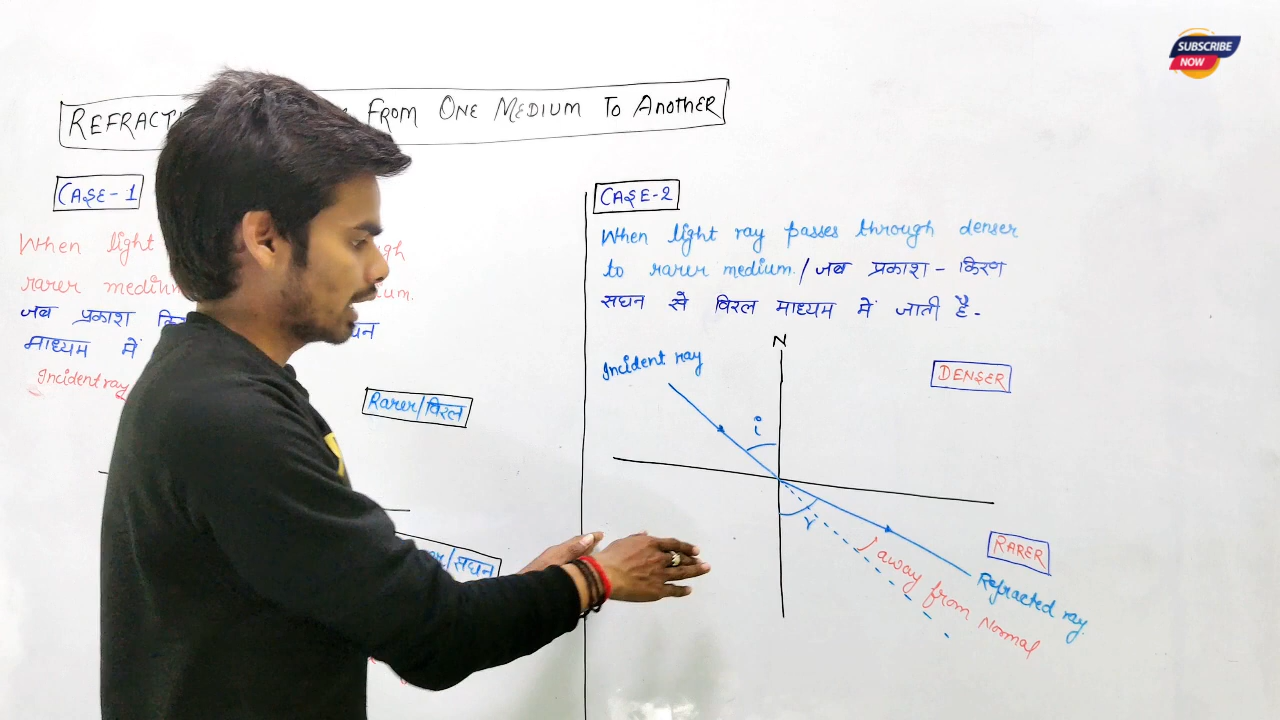 SUBSCRIBE
NOW
FROM ONE MEDIUM TO ANOTHER
CASE-1
When light
rarer medium
जब प्रकाश
माध्यम में
Incident ray
Rarer/विरल
/सघन
CASE-2
When light ray passes through denser
to rarer medium./जब प्रकाश-किरण
सघन से विरल माध्यम में जाती है-
N
Incident ray
DENSER
i
r
RARER
away from Normal
Refracted ray.